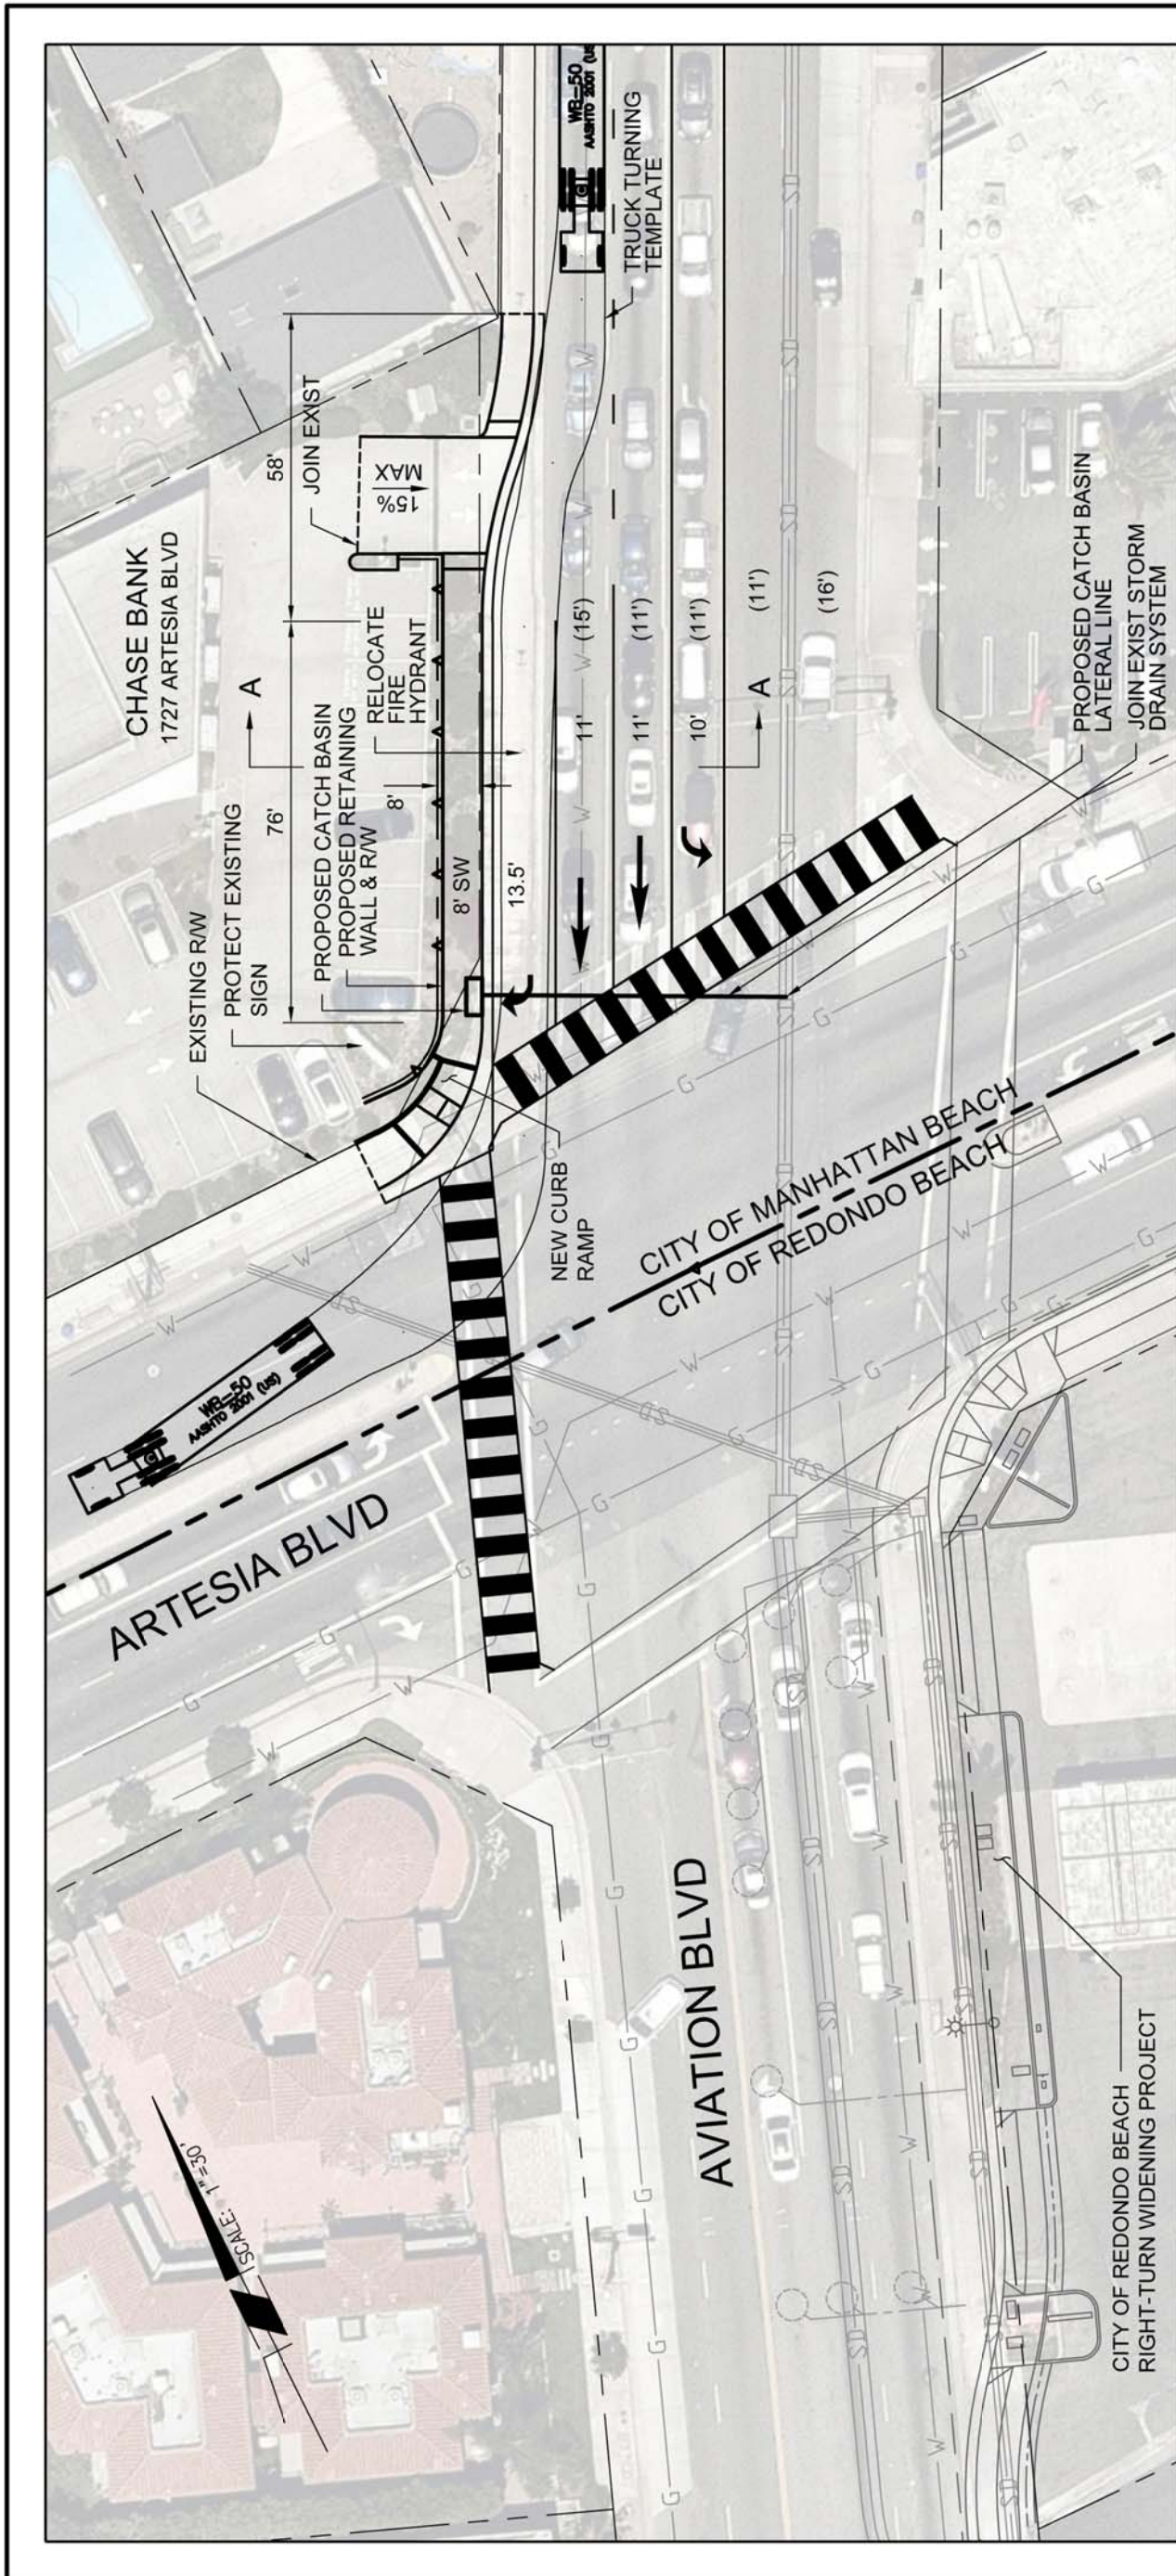 CHASE BANK
1727 ARTESIA BLVD
58'
JOIN EXIST
15%
MAX
WB-50
AASHTO 2001 (US
TRUCK TURNING
TEMPLATE
EXISTING R/W
PROTECT EXISTING
SIGN
76'
A
PROPOSED CATCH BASIN
PROPOSED RETAINING
WALL & R/W
8'
RELOCATE
FIRE
HYDRANT
8' SW
13.5'
11'
(15')
11'
(11')
10'
(11')
(11')
(16')
A
PROPOSED CATCH BASIN
LATERAL LINE
JOIN EXIST STORM
DRAIN SYSTEM
NEW CURB
RAMP
CITY OF MANHATTAN BEACH
CITY OF REDONDO BEACH
WB-50
AASHTO 2001 (US)
ARTESIA BLVD
AVIATION BLVD
SCALE: 1"=30'
CITY OF REDONDO BEACH
RIGHT-TURN WIDENING PROJECT
W
G
SD